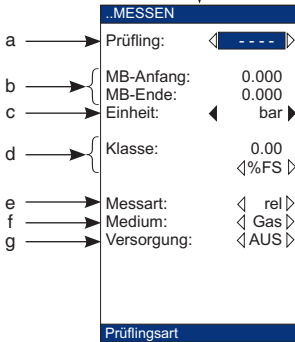 ..MESSEN
a Prüfling: - - - -
b MB-Anfang: 0.000
MB-Ende: 0.000
c Einheit: bar
d Klasse: 0.00
%FS
e Messart: rel
f Medium: Gas
g Versorgung: AUS
Prüflingsart